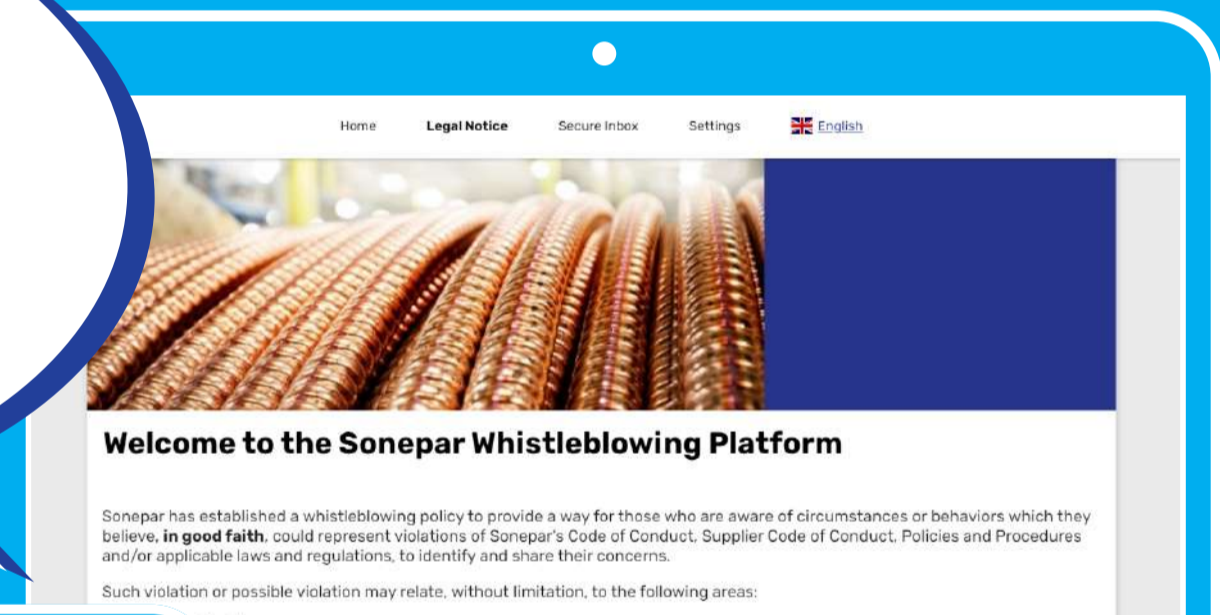 Home Legal Notice Secure Inbox Settings English
Welcome to the Sonepar Whistleblowing Platform
Sonepar has established a whistleblowing policy to provide a way for those who are aware of circumstances or behaviors which they
believe, in good faith, could represent violations of Sonepar's Code of Conduct, Supplier Code of Conduct, Policies and Procedures
and/or applicable laws and regulations, to identify and share their concerns.
Such violation or possible violation may relate, without limitation, to the following areas: